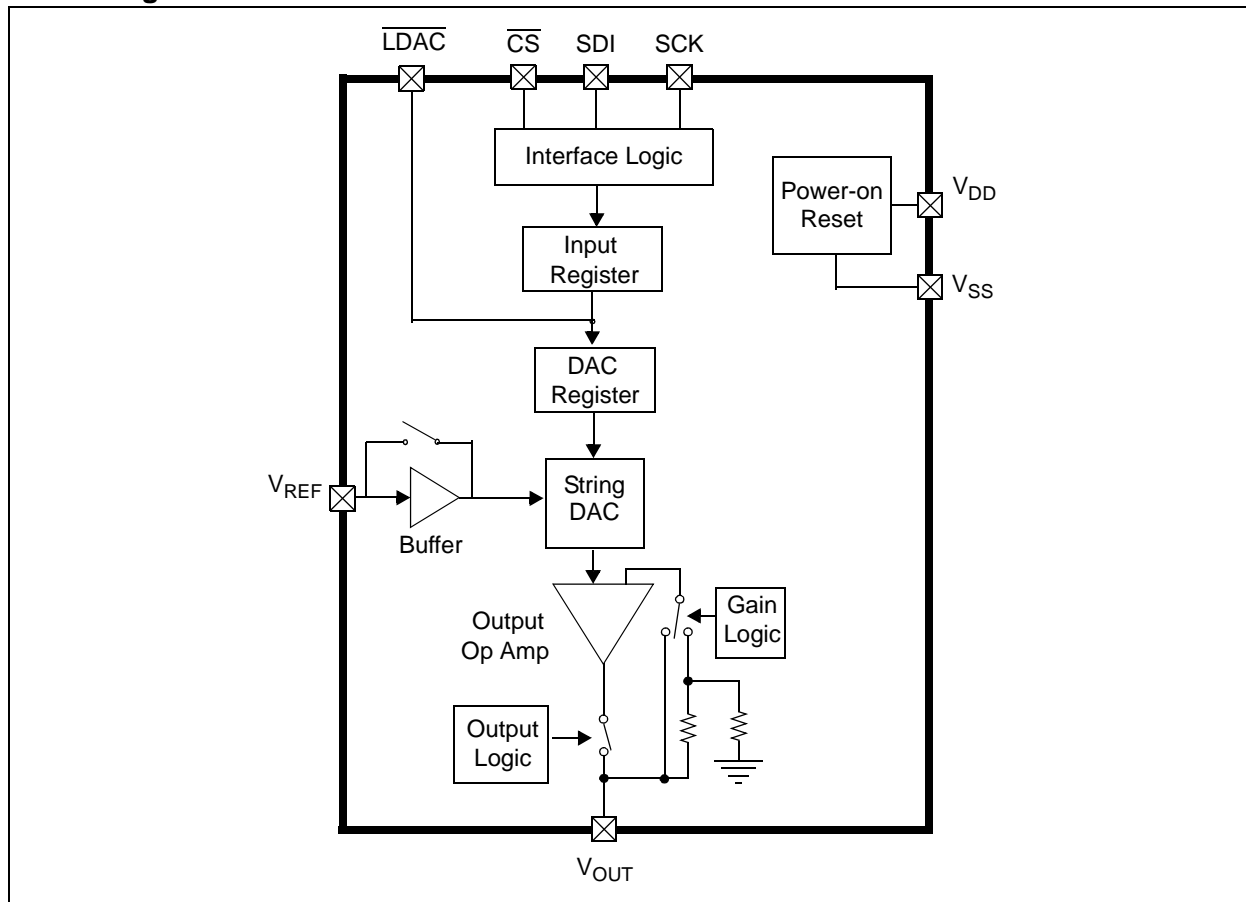 LDAC
CS
SDI
SCK
Interface Logic
Power-on
Reset
VDD
VSS
Input
Register
DAC
Register
VREF
Buffer
String
DAC
Output
Op Amp
Gain
Logic
Output
Logic
VOUT